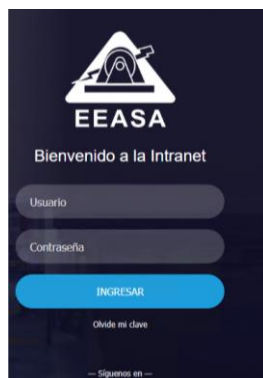 EEASA
Bienvenido a la Intranet
Usuario
Contraseña
INGRESAR
Olvide mi clave
— Síguenos en —